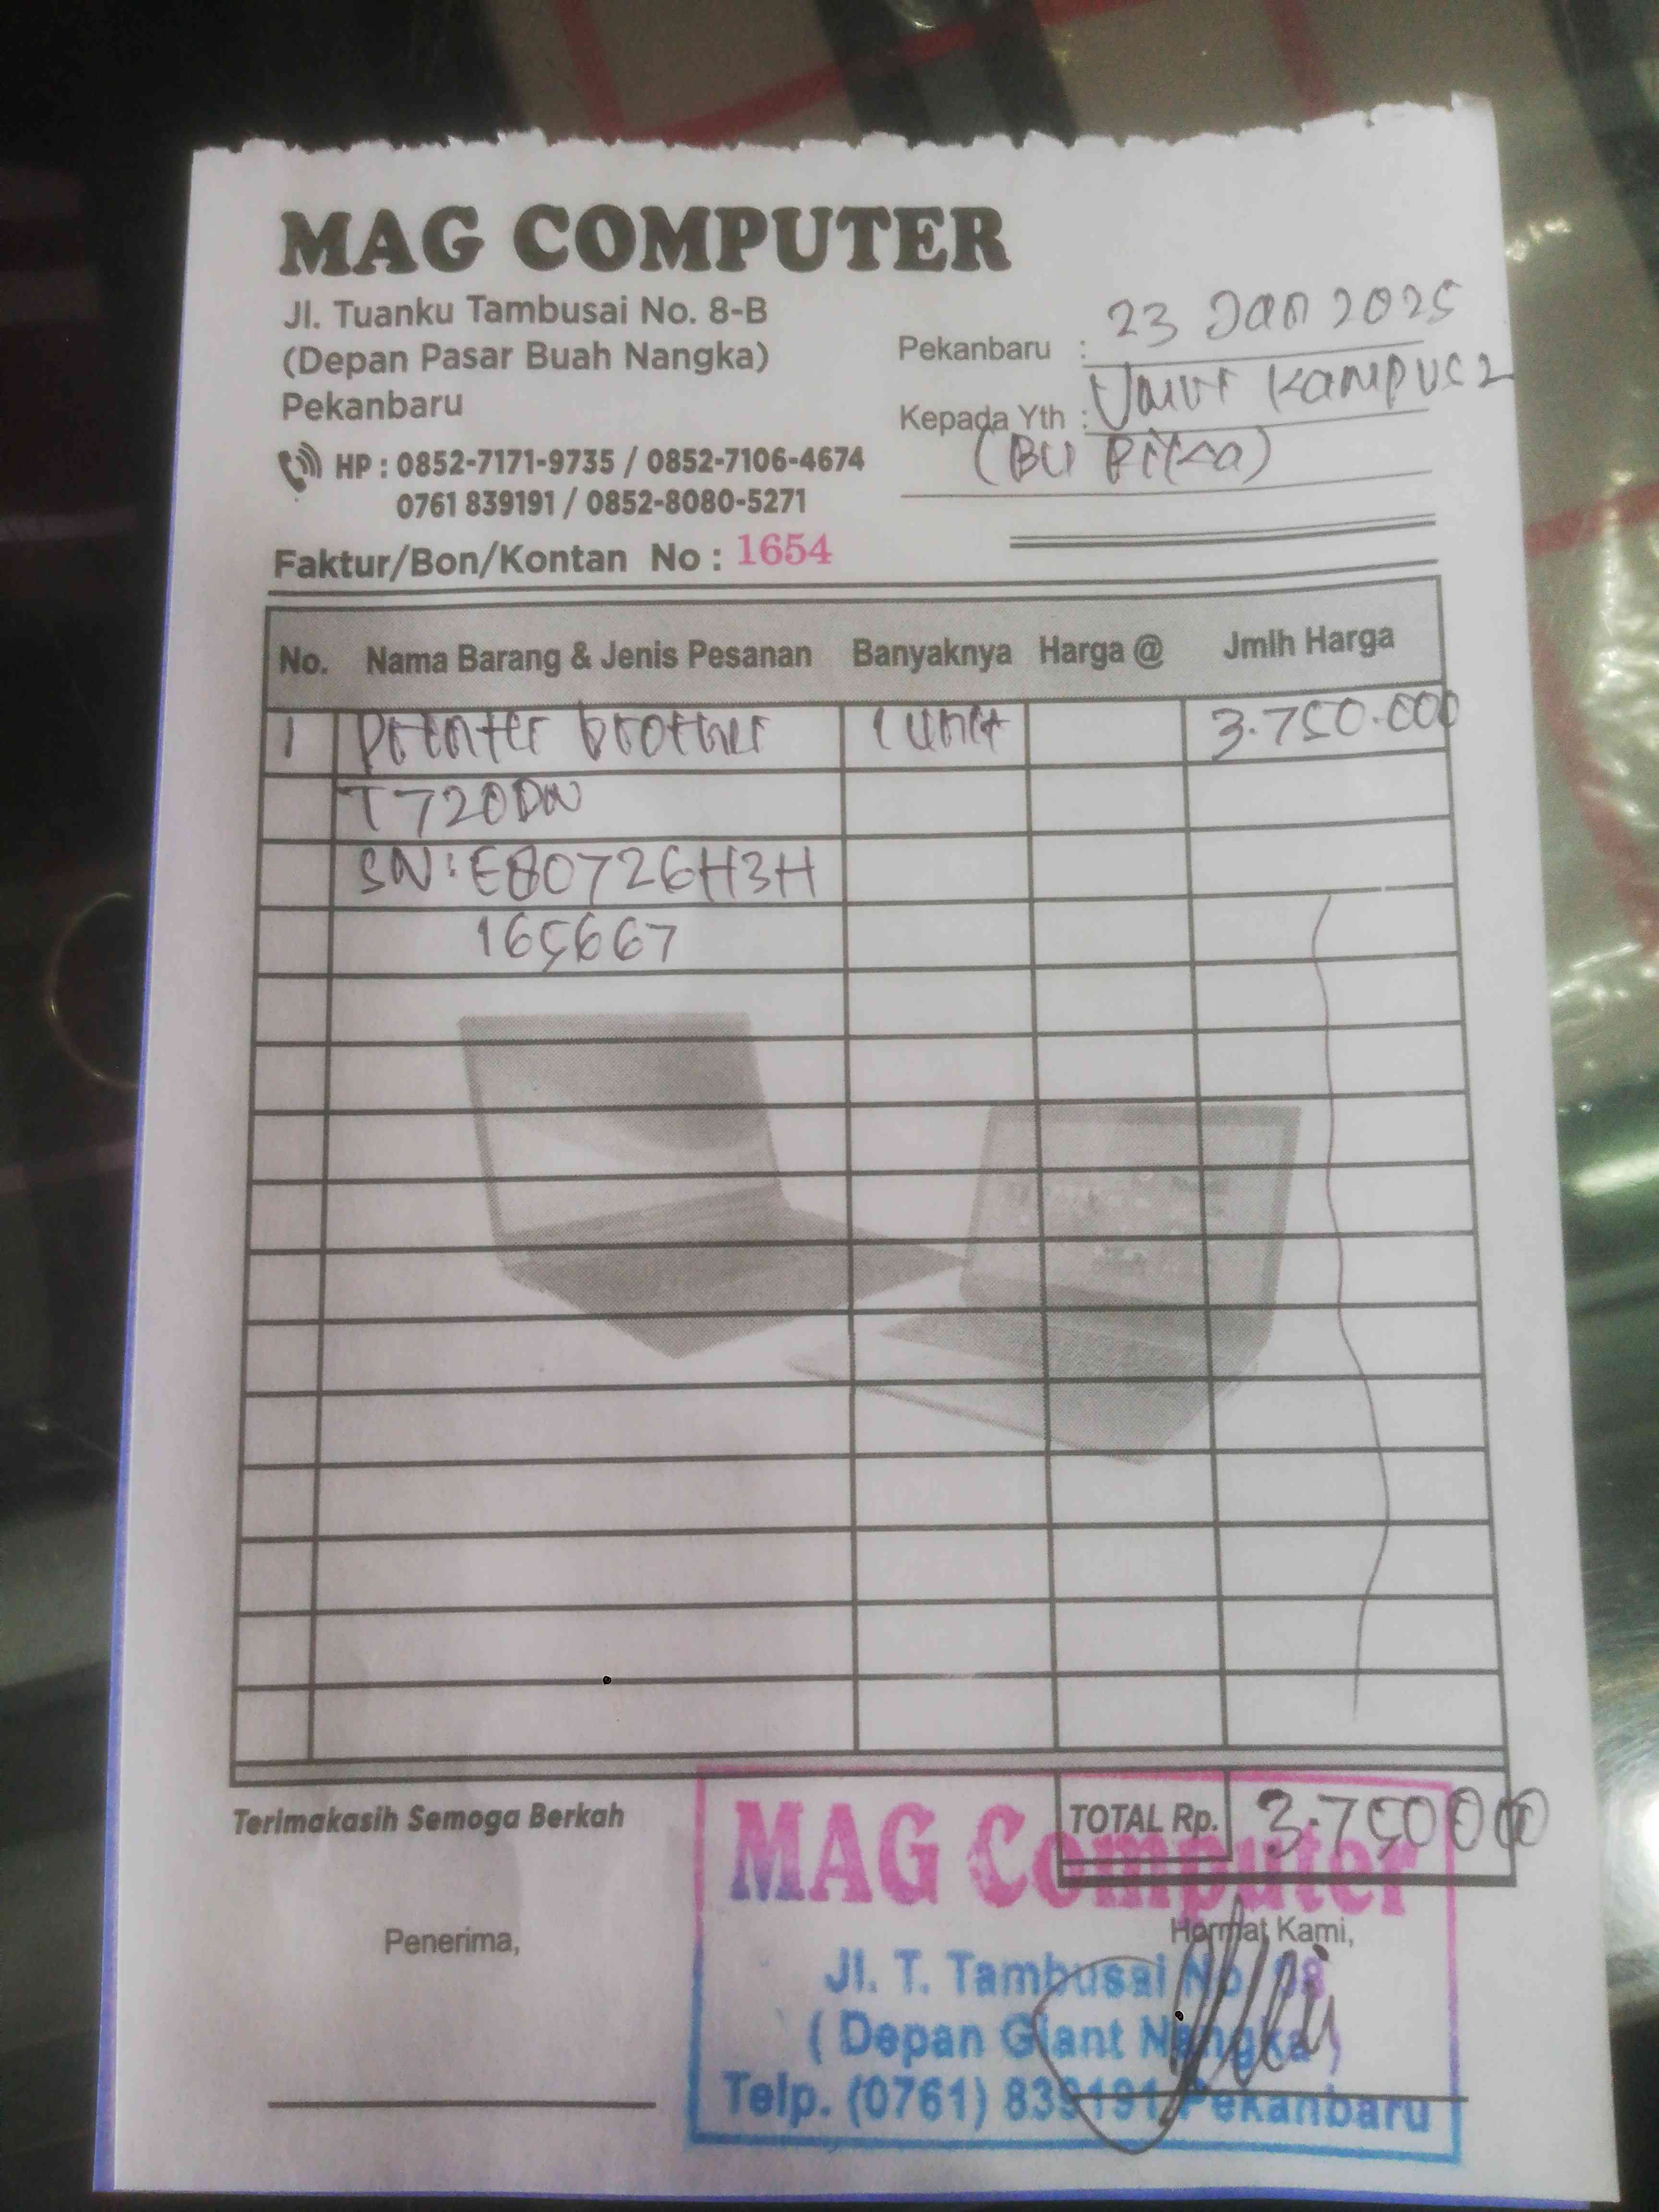 MAG COMPUTER
Jl. Tuanku Tambusai No. 8-B
(Depan Pasar Buah Nangka)
Pekanbaru
HP : 0852-7171-9735 / 0852-7106-4674
0761 839191 / 0852-8080-5271
Pekanbaru : 23 Jan 2025
Kepada Yth : Kampus 2
(BU
Faktur/Bon/Kontan No : 1654
No. Nama Barang & Jenis Pesanan Banyaknya Harga @ Jmlh Harga
1 Printer brother 1 unit 3.750.000
T720DW
SN: E80726H3H
165667
Terimakasih Semoga Berkah
TOTAL Rp. 3.750000
MAG Computer
Penerima,
Hormat Kami,
Jl. T. Tambusai No. 
( Depan Giant Nangka )
Telp. (0761) 839191 Pekanbaru